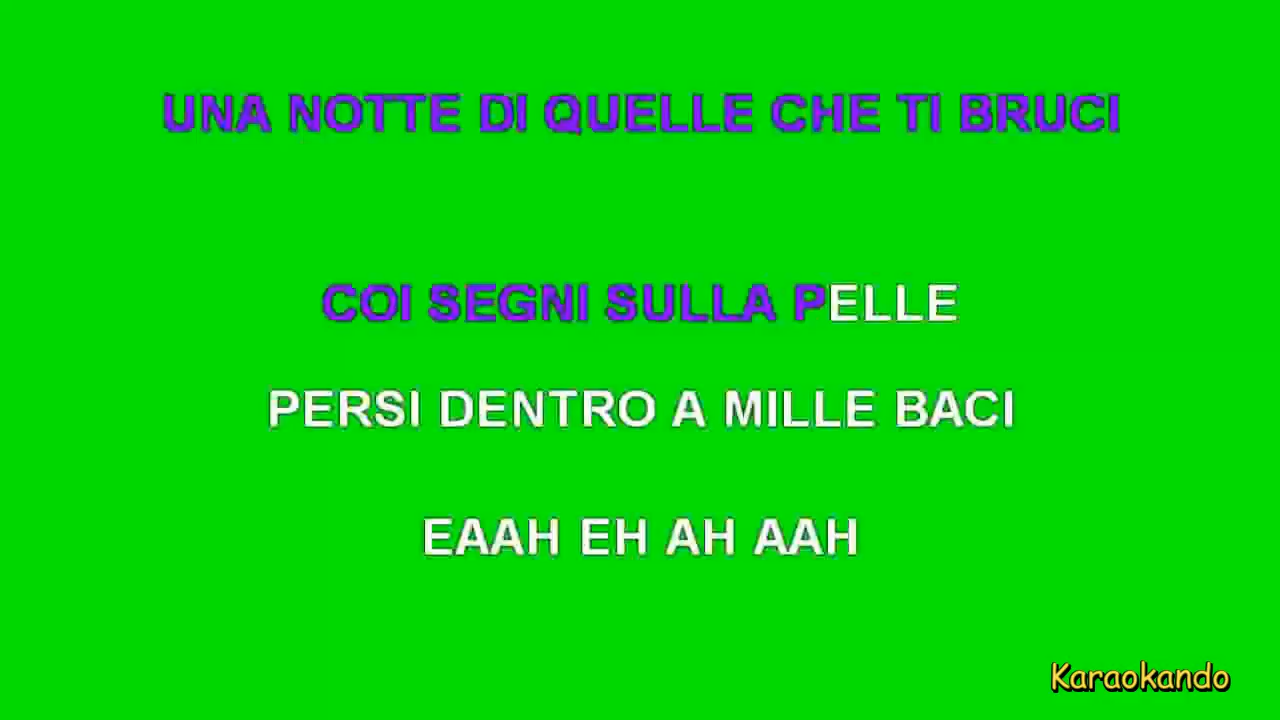 UNA NOTTE DI QUELLE CHE TI BRUCI
COI SEGNI SULLA PELLE
PERSI DENTRO A MILLE BACI
EAAH EH AH AAH
Karaokando